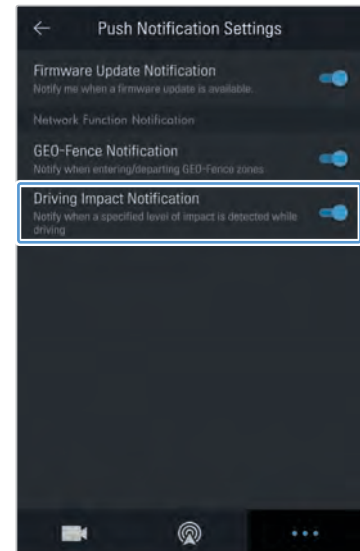 Push Notification Settings
Firmware Update Notification
Notify me when a firmware update is available.
Network Function Notification
GEO-Fence Notification
Notify when entering/departing GEO-Fence zones
Driving Impact Notification
Notify when a specified level of impact is detected while
driving